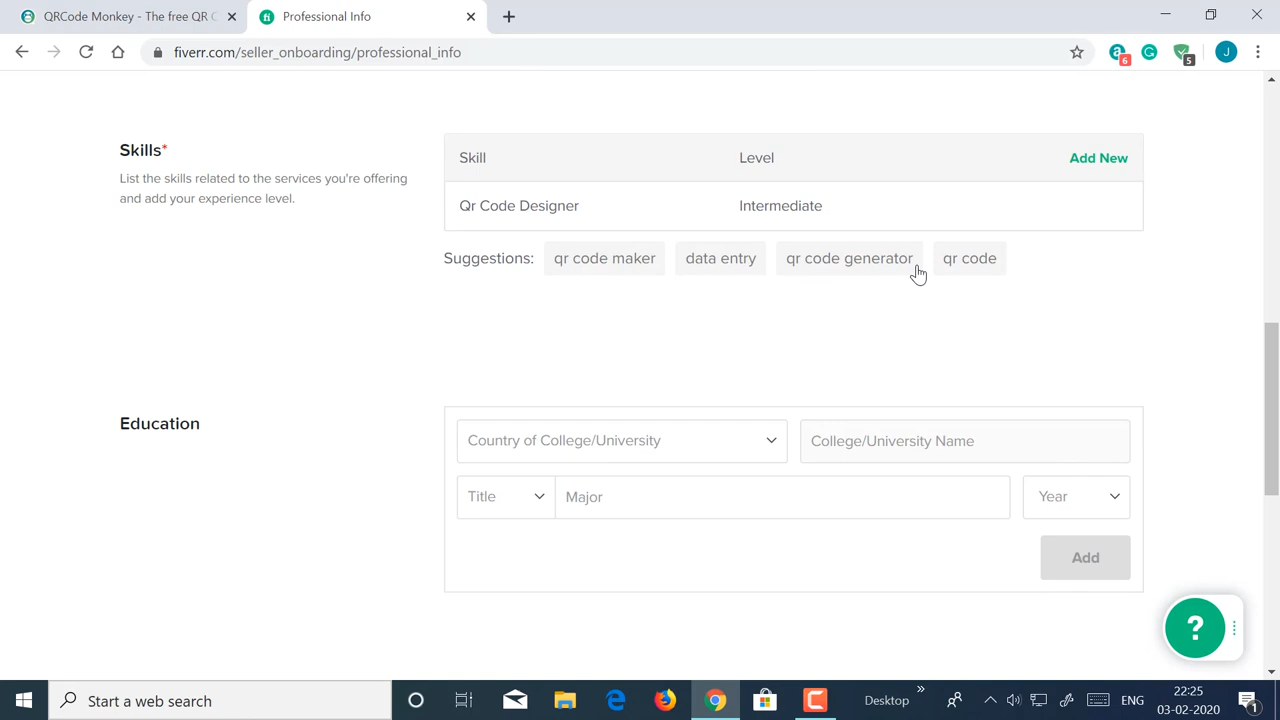 QRCode Monkey - The free QR C
Professional Info
fiverr.com/seller_onboarding/professional_info
6
5
J
Skills*
List the skills related to the services you're offering
and add your experience level.
Skill Level Add New
Qr Code Designer Intermediate
Suggestions: qr code maker data entry qr code generator qr code
Education
Country of College/University College/University Name
Title Major Year
Add
?
Start a web search
Desktop
ENG
22:25
03-02-2020
1